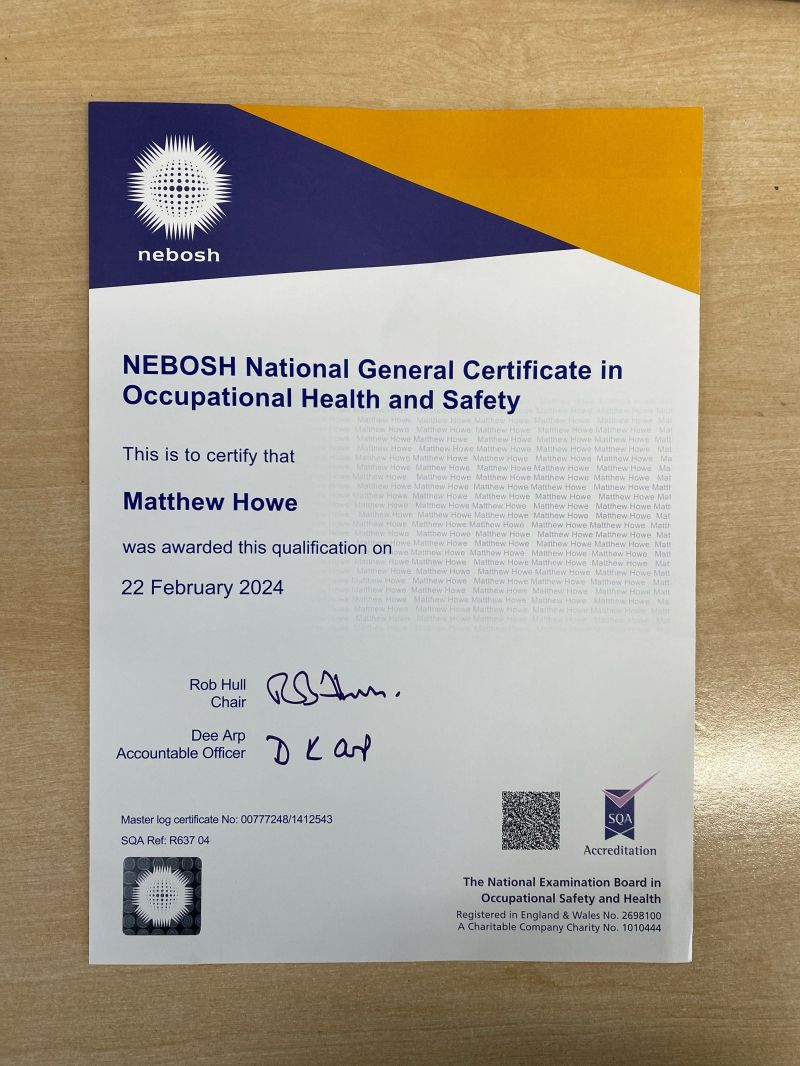 nebosh
NEBOSH National General Certificate in
Occupational Health and Safety
This is to certify that
Matthew Howe
was awarded this qualification on
22 February 2024
Rob Hull
Chair
Dee Arp
Accountable Officer
D K Arp
Master log certificate No: 00777248/1412543
SQA Ref: R637 04
SQA
Accreditation
The National Examination Board in
Occupational Safety and Health
Registered in England & Wales No. 2698100
A Charitable Company Charity No. 1010444